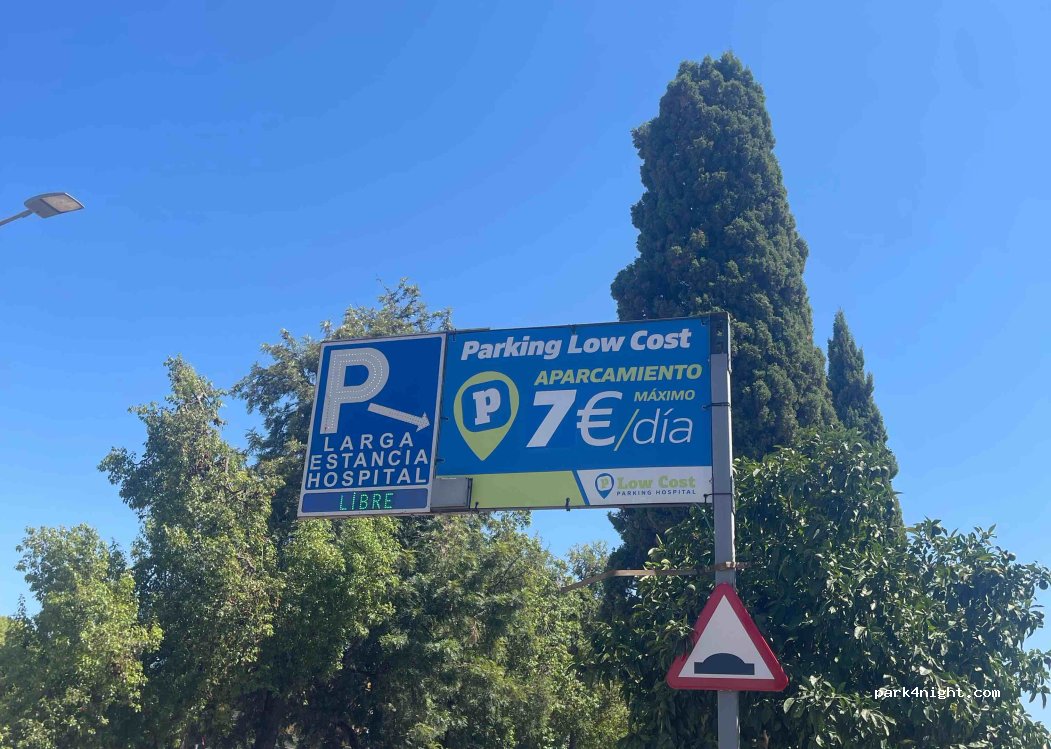 P
LARGA
ESTANCIA
HOSPITAL
LIBRE
Parking Low Cost
p
APARCAMIENTO
MÁXIMO
7€/día
p Low Cost
PARKING HOSPITAL
park4night.com